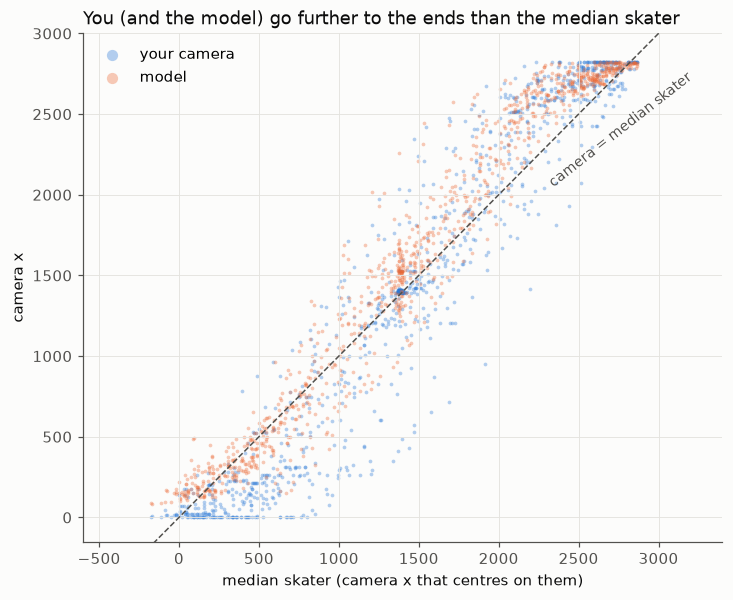 You (and the model) go further to the ends than the median skater
your camera
model
camera = median skater
camera x
3000
2500
2000
1500
1000
500
0
−500 0 500 1000 1500 2000 2500 3000
median skater (camera x that centres on them)